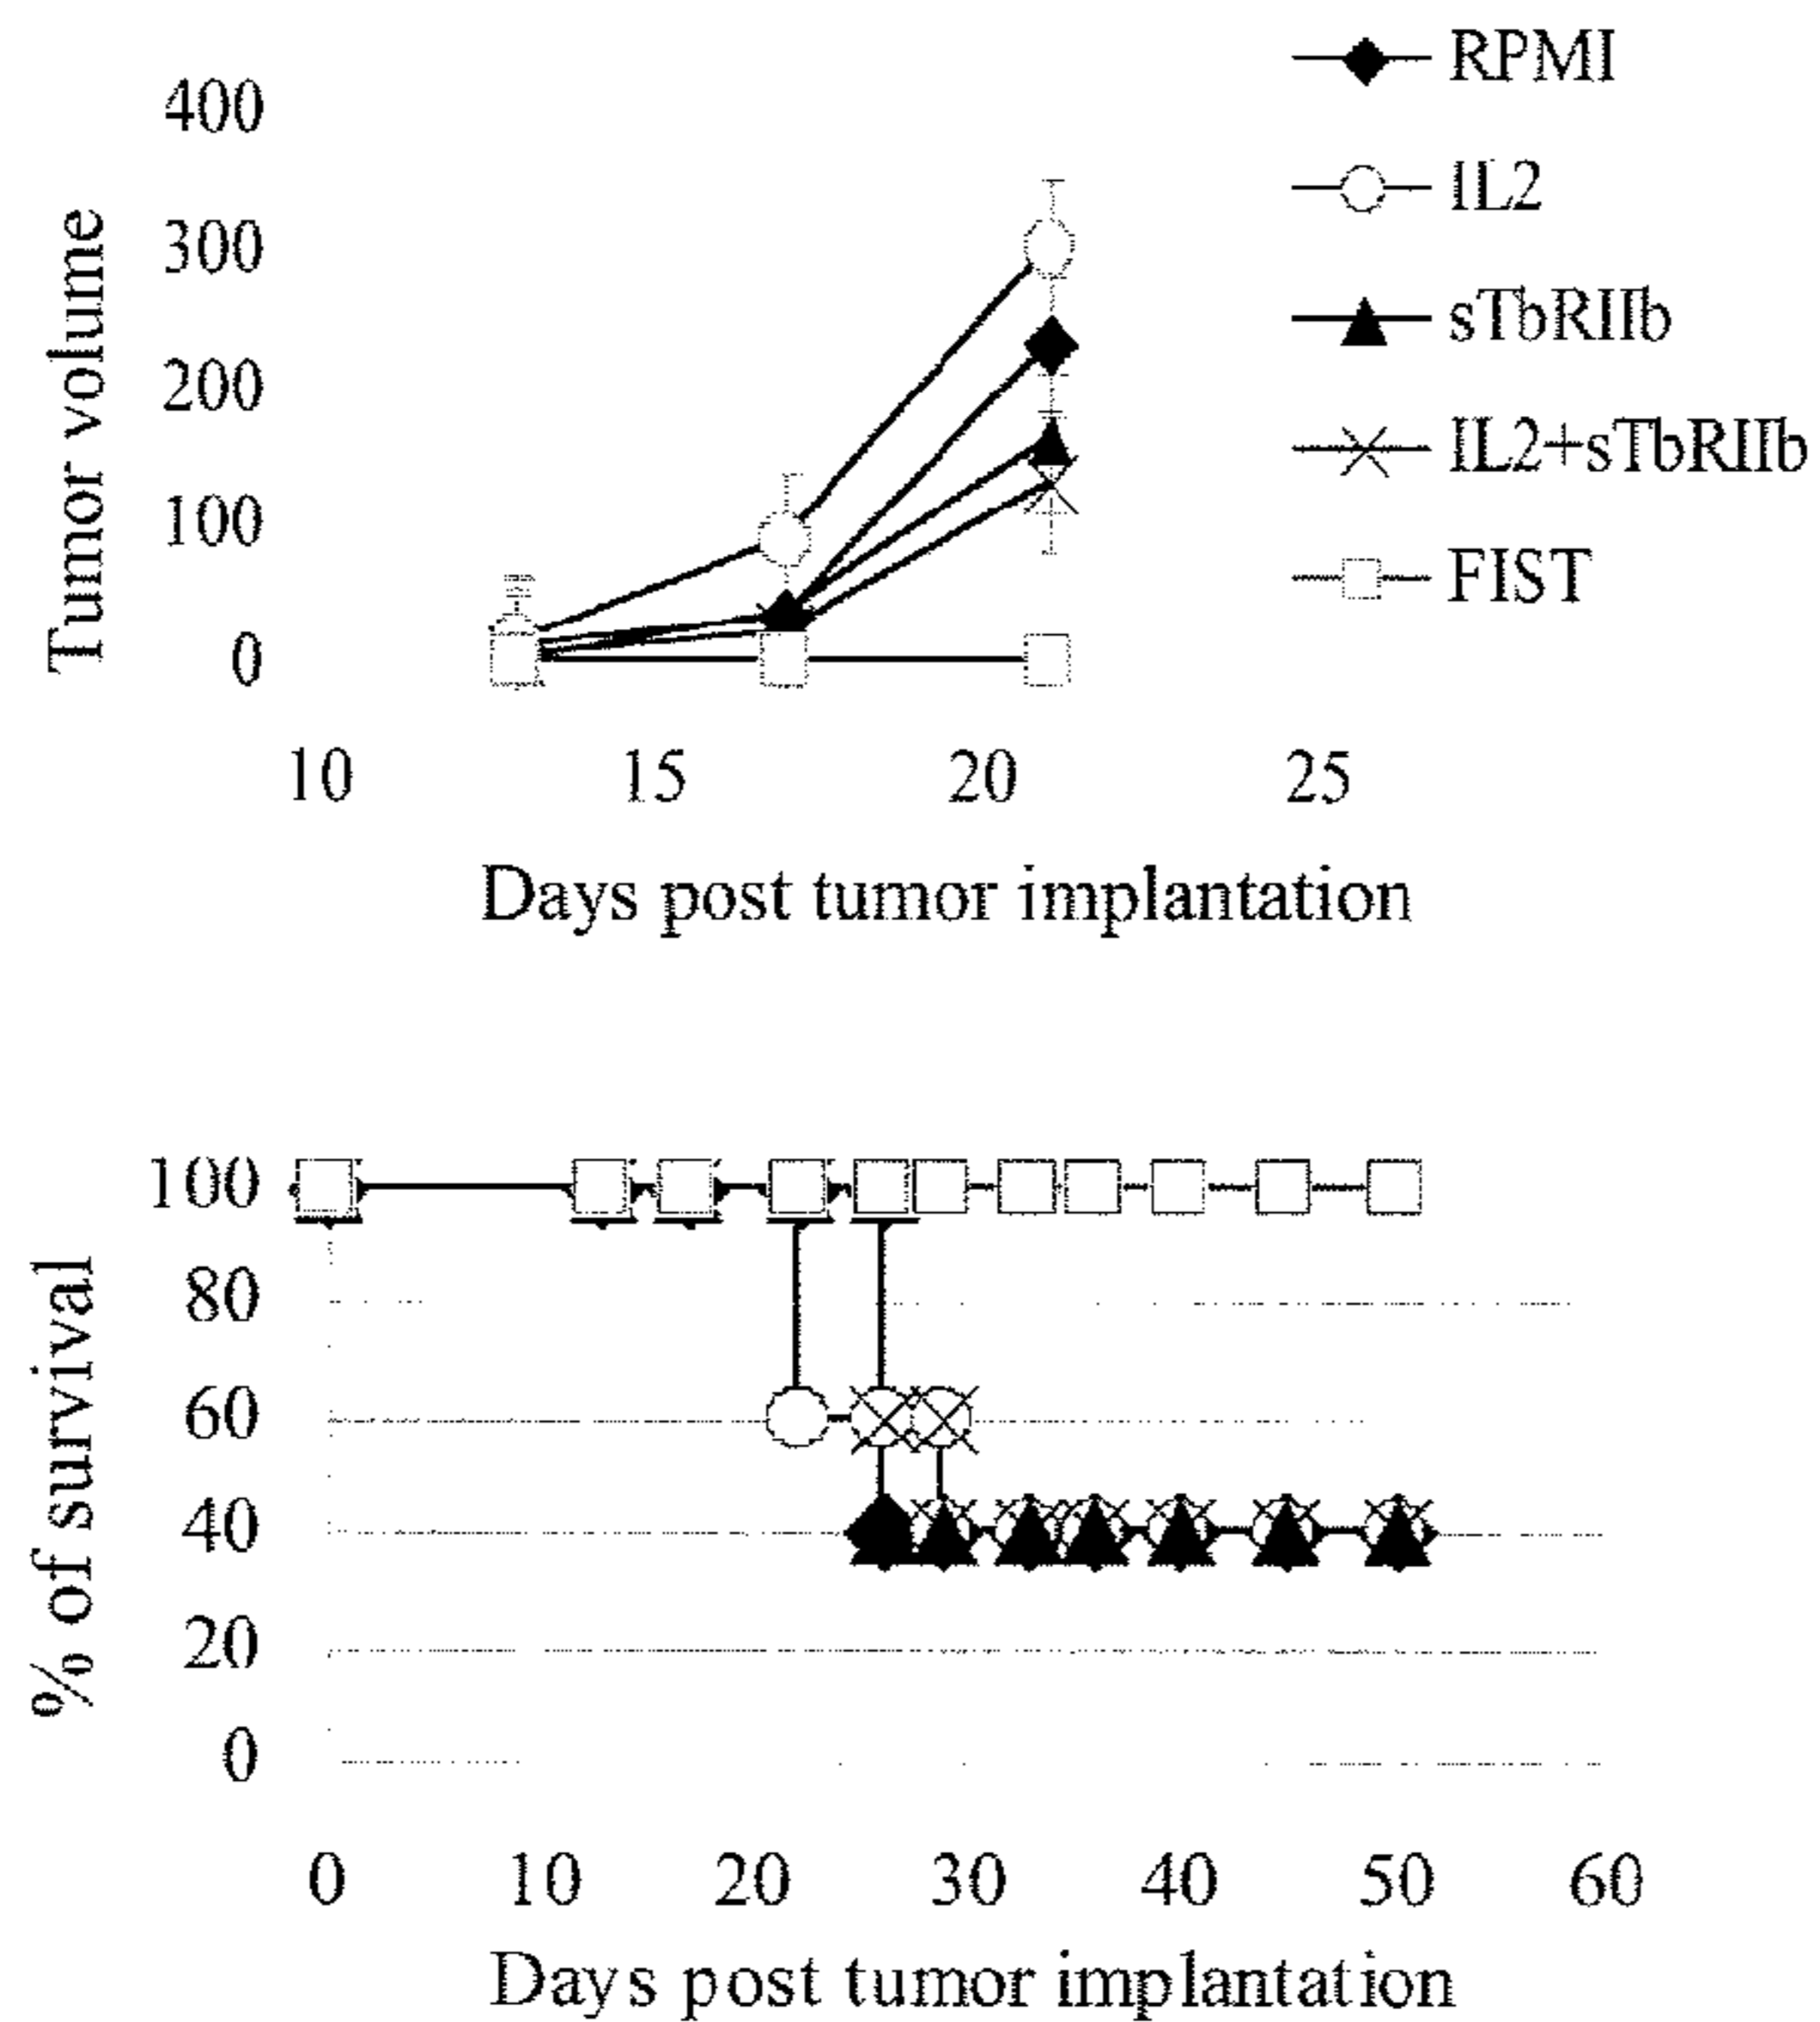 RPMI
IL2
sTbRIIb
IL2+sTbRIIb
FIST
Tumor volume
400
300
200
100
0
10 15 20 25
Days post tumor implantation
% of survival
100
80
60
40
20
0
0 10 20 30 40 50 60
Days post tumor implantation